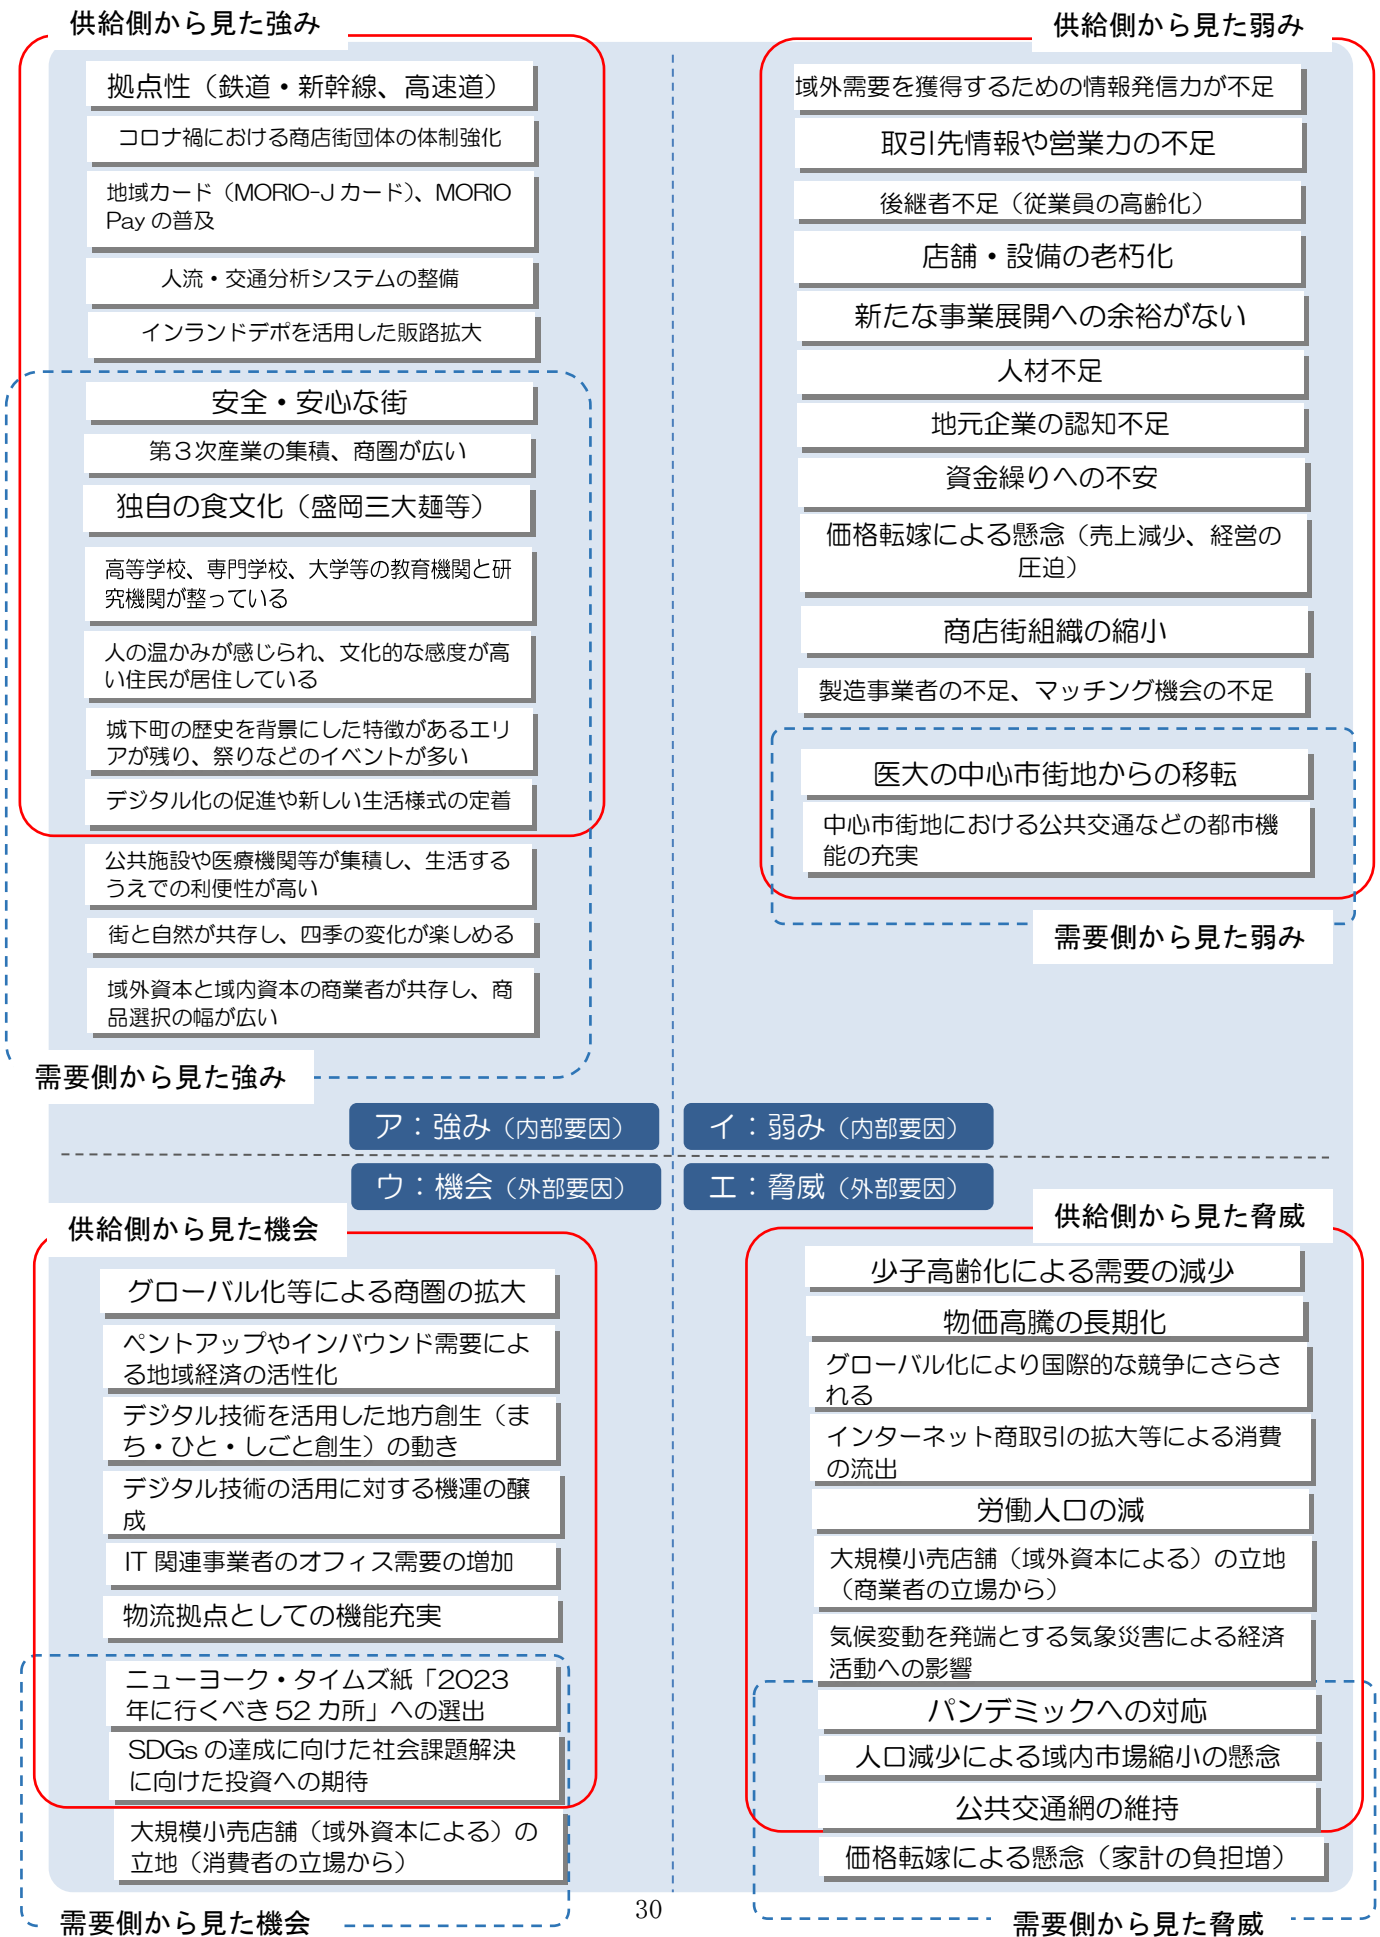 供給側から見た強み
拠点性（鉄道・新幹線、高速道）
コロナ禍における商店街団体の体制強化
地域カード（MORIO-Jカード）、MORIO
Payの普及
人流・交通分析システムの整備
インランドデポを活用した販路拡大
安全・安心な街
第３次産業の集積、商圏が広い
独自の食文化（盛岡三大麺等）
高等学校、専門学校、大学等の教育機関と研
究機関が整っている
人の温かみが感じられ、文化的な感度が高
い住民が居住している
城下町の歴史を背景にした特徴があるエリ
アが残り、祭りなどのイベントが多い
デジタル化の促進や新しい生活様式の定着
公共施設や医療機関等が集積し、生活する
うえでの利便性が高い
街と自然が共存し、四季の変化が楽しめる
域外資本と域内資本の商業者が共存し、商
品選択の幅が広い
需要側から見た強み
供給側から見た弱み
域外需要を獲得するための情報発信力が不足
取引先情報や営業力の不足
後継者不足（従業員の高齢化）
店舗・設備の老朽化
新たな事業展開への余裕がない
人材不足
地元企業の認知不足
資金繰りへの不安
価格転嫁による懸念（売上減少、経営の
圧迫）
商店街組織の縮小
製造事業者の不足、マッチング機会の不足
医大の中心市街地からの移転
中心市街地における公共交通などの都市機
能の充実
需要側から見た弱み
ア：強み（内部要因）
イ：弱み（内部要因）
ウ：機会（外部要因）
エ：脅威（外部要因）
供給側から見た機会
グローバル化等による商圏の拡大
ペントアップやインバウンド需要によ
る地域経済の活性化
デジタル技術を活用した地方創生（ま
ち・ひと・しごと創生）の動き
デジタル技術の活用に対する機運の醸
成
IT 関連事業者のオフィス需要の増加
物流拠点としての機能充実
ニューヨーク・タイムズ紙「2023
年に行くべき 52 カ所」への選出
SDGs の達成に向けた社会課題解決
に向けた投資への期待
大規模小売店舗（域外資本による）の
立地（消費者の立場から）
需要側から見た機会
供給側から見た脅威
少子高齢化による需要の減少
物価高騰の長期化
グローバル化により国際的な競争にさらさ
れる
インターネット商取引の拡大等による消費
の流出
労働人口の減
大規模小売店舗（域外資本による）の立地
（商業者の立場から）
気候変動を発端とする気象災害による経済
活動への影響
パンデミックへの対応
人口減少による域内市場縮小の懸念
公共交通網の維持
価格転嫁による懸念（家計の負担増）
需要側から見た脅威
30